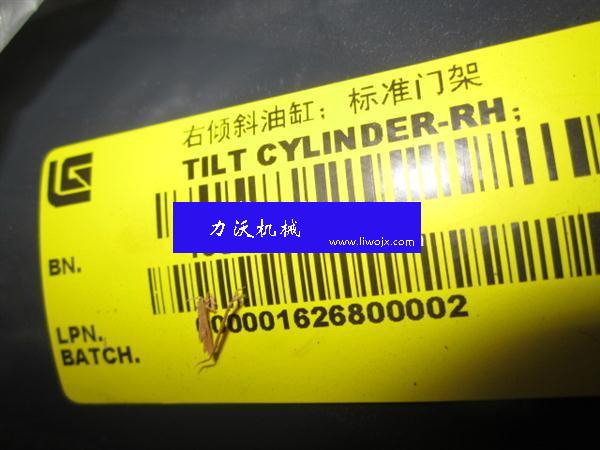 右倾斜油缸；标准门架
TILT CYLINDER-RH;
力沃机械
www.liwojx.com
BN.
000001626800002
LPN.
BATCH.